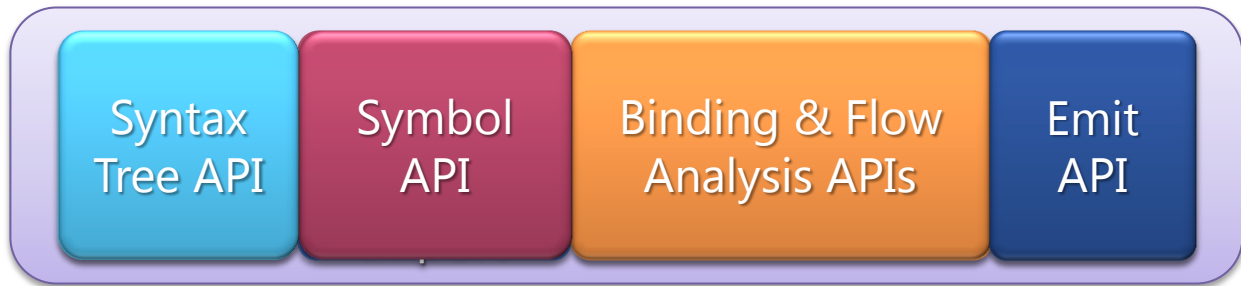 Syntax
Tree API
Symbol
API
Binding & Flow
Analysis APIs
Emit
API